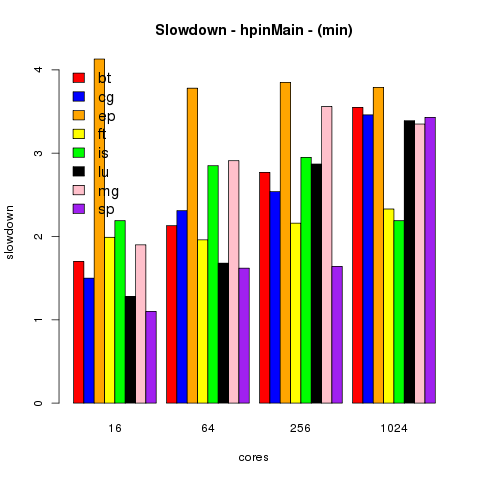 Slowdown - hpinMain - (min)
slowdown
4
3
2
1
0
bt
cg
ep
ft
is
lu
mg
sp
16 64 256 1024
cores